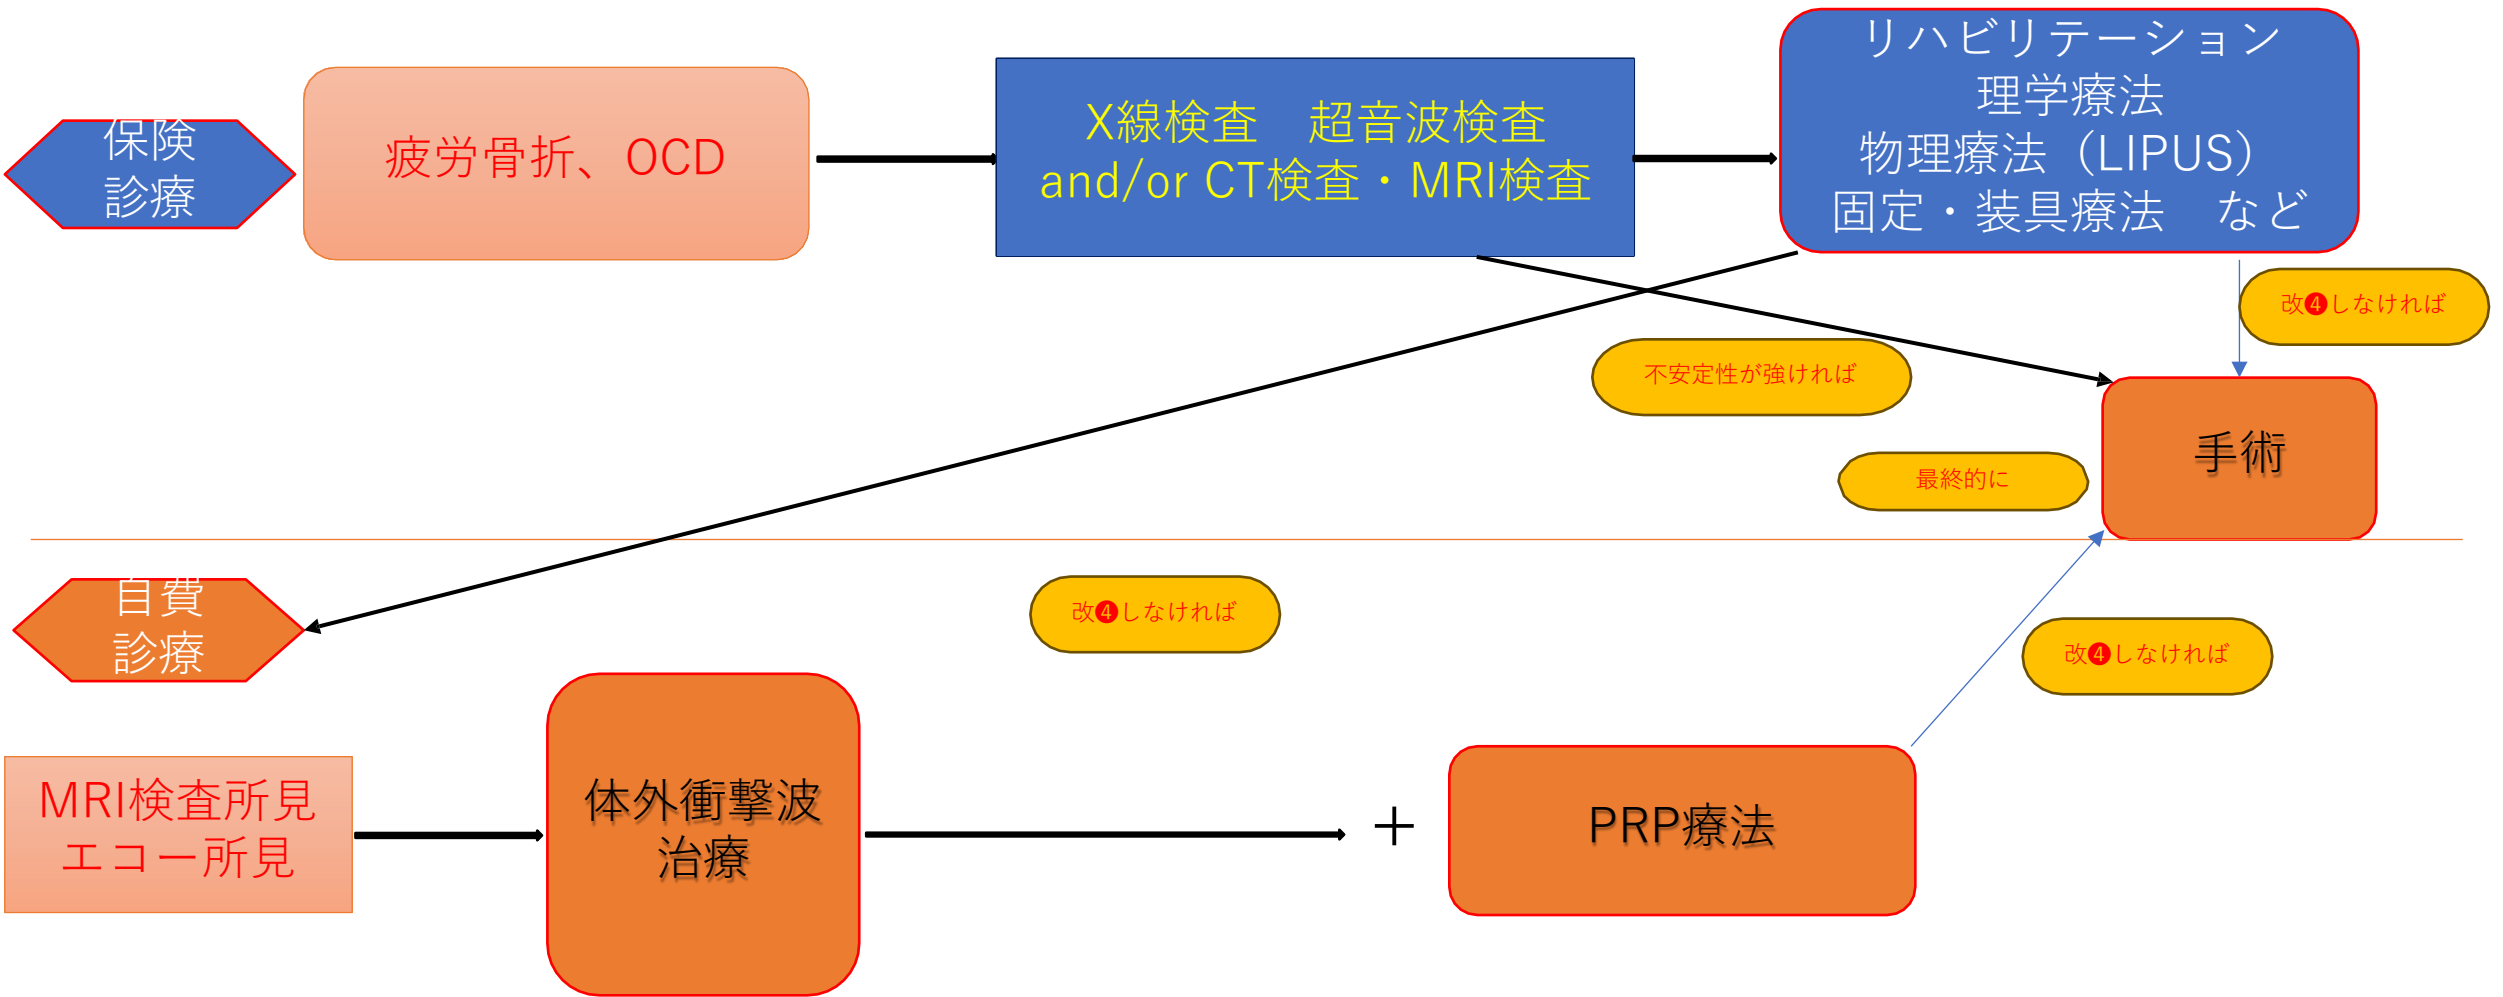 保険
診療
疲労骨折、OCD
X線検査　超音波検査
and/or CT検査・MRI検査
リハビリテーション
理学療法
物理療法（LIPUS）
固定・装具療法　など
改❹しなければ
不安定性が強ければ
手術
最終的に
自費
診療
改❹しなければ
改❹しなければ
MRI検査所見
エコー所見
体外衝撃波
治療
＋
PRP療法